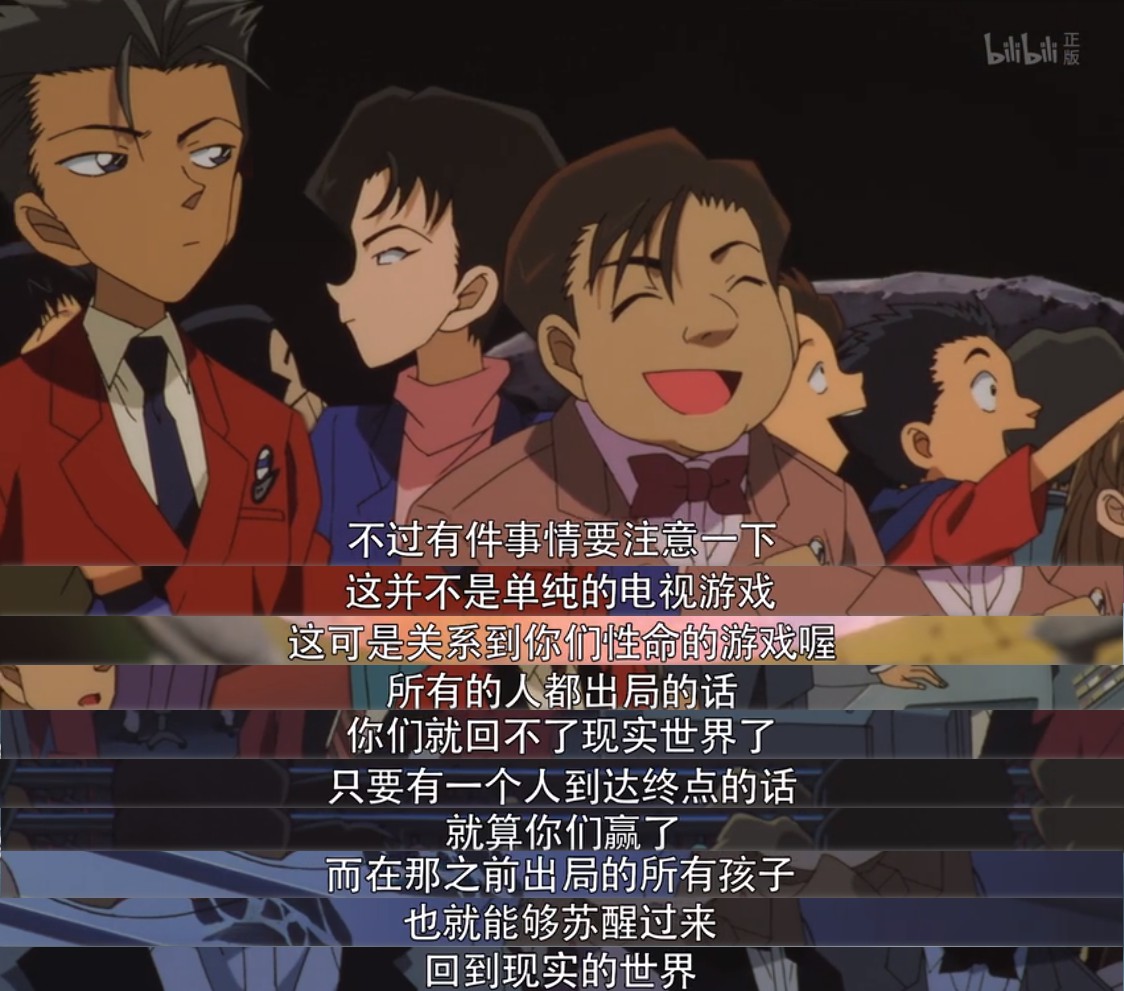 bilibili 正版
不过有件事情要注意一下
这并不是单纯的电视游戏
这可是关系到你们性命的游戏喔
所有的人都出局的话
你们就回不了现实世界了
只要有一个人到达终点的话
就算你们赢了
而在那之前出局的所有孩子
也就能够苏醒过来
回到现实的世界